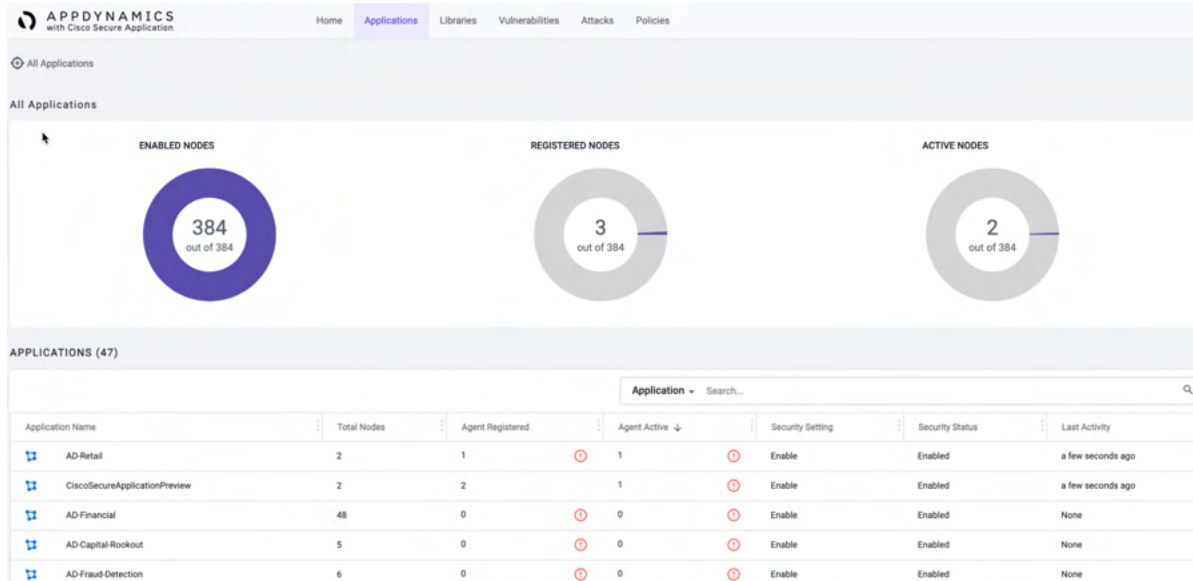 APPDYNAMICS
with Cisco Secure Application
Home Applications Libraries Vulnerabilities Attacks Policies
All Applications
All Applications
ENABLED NODES REGISTERED NODES ACTIVE NODES
384 3 2
out of 384 out of 384 out of 384
APPLICATIONS (47)
Application Search...
Application Name Total Nodes Agent Registered Agent Active Security Setting Security Status Last Activity
AD-Retail 2 1 1 Enable Enabled a few seconds ago
CiscoSecureApplicationPreview 2 2 1 Enable Enabled a few seconds ago
AD-Financial 48 0 0 Enable Enabled None
AD-Capital-Rookout 5 0 0 Enable Enabled None
AD-Fraud-Detection 6 0 0 Enable Enabled None